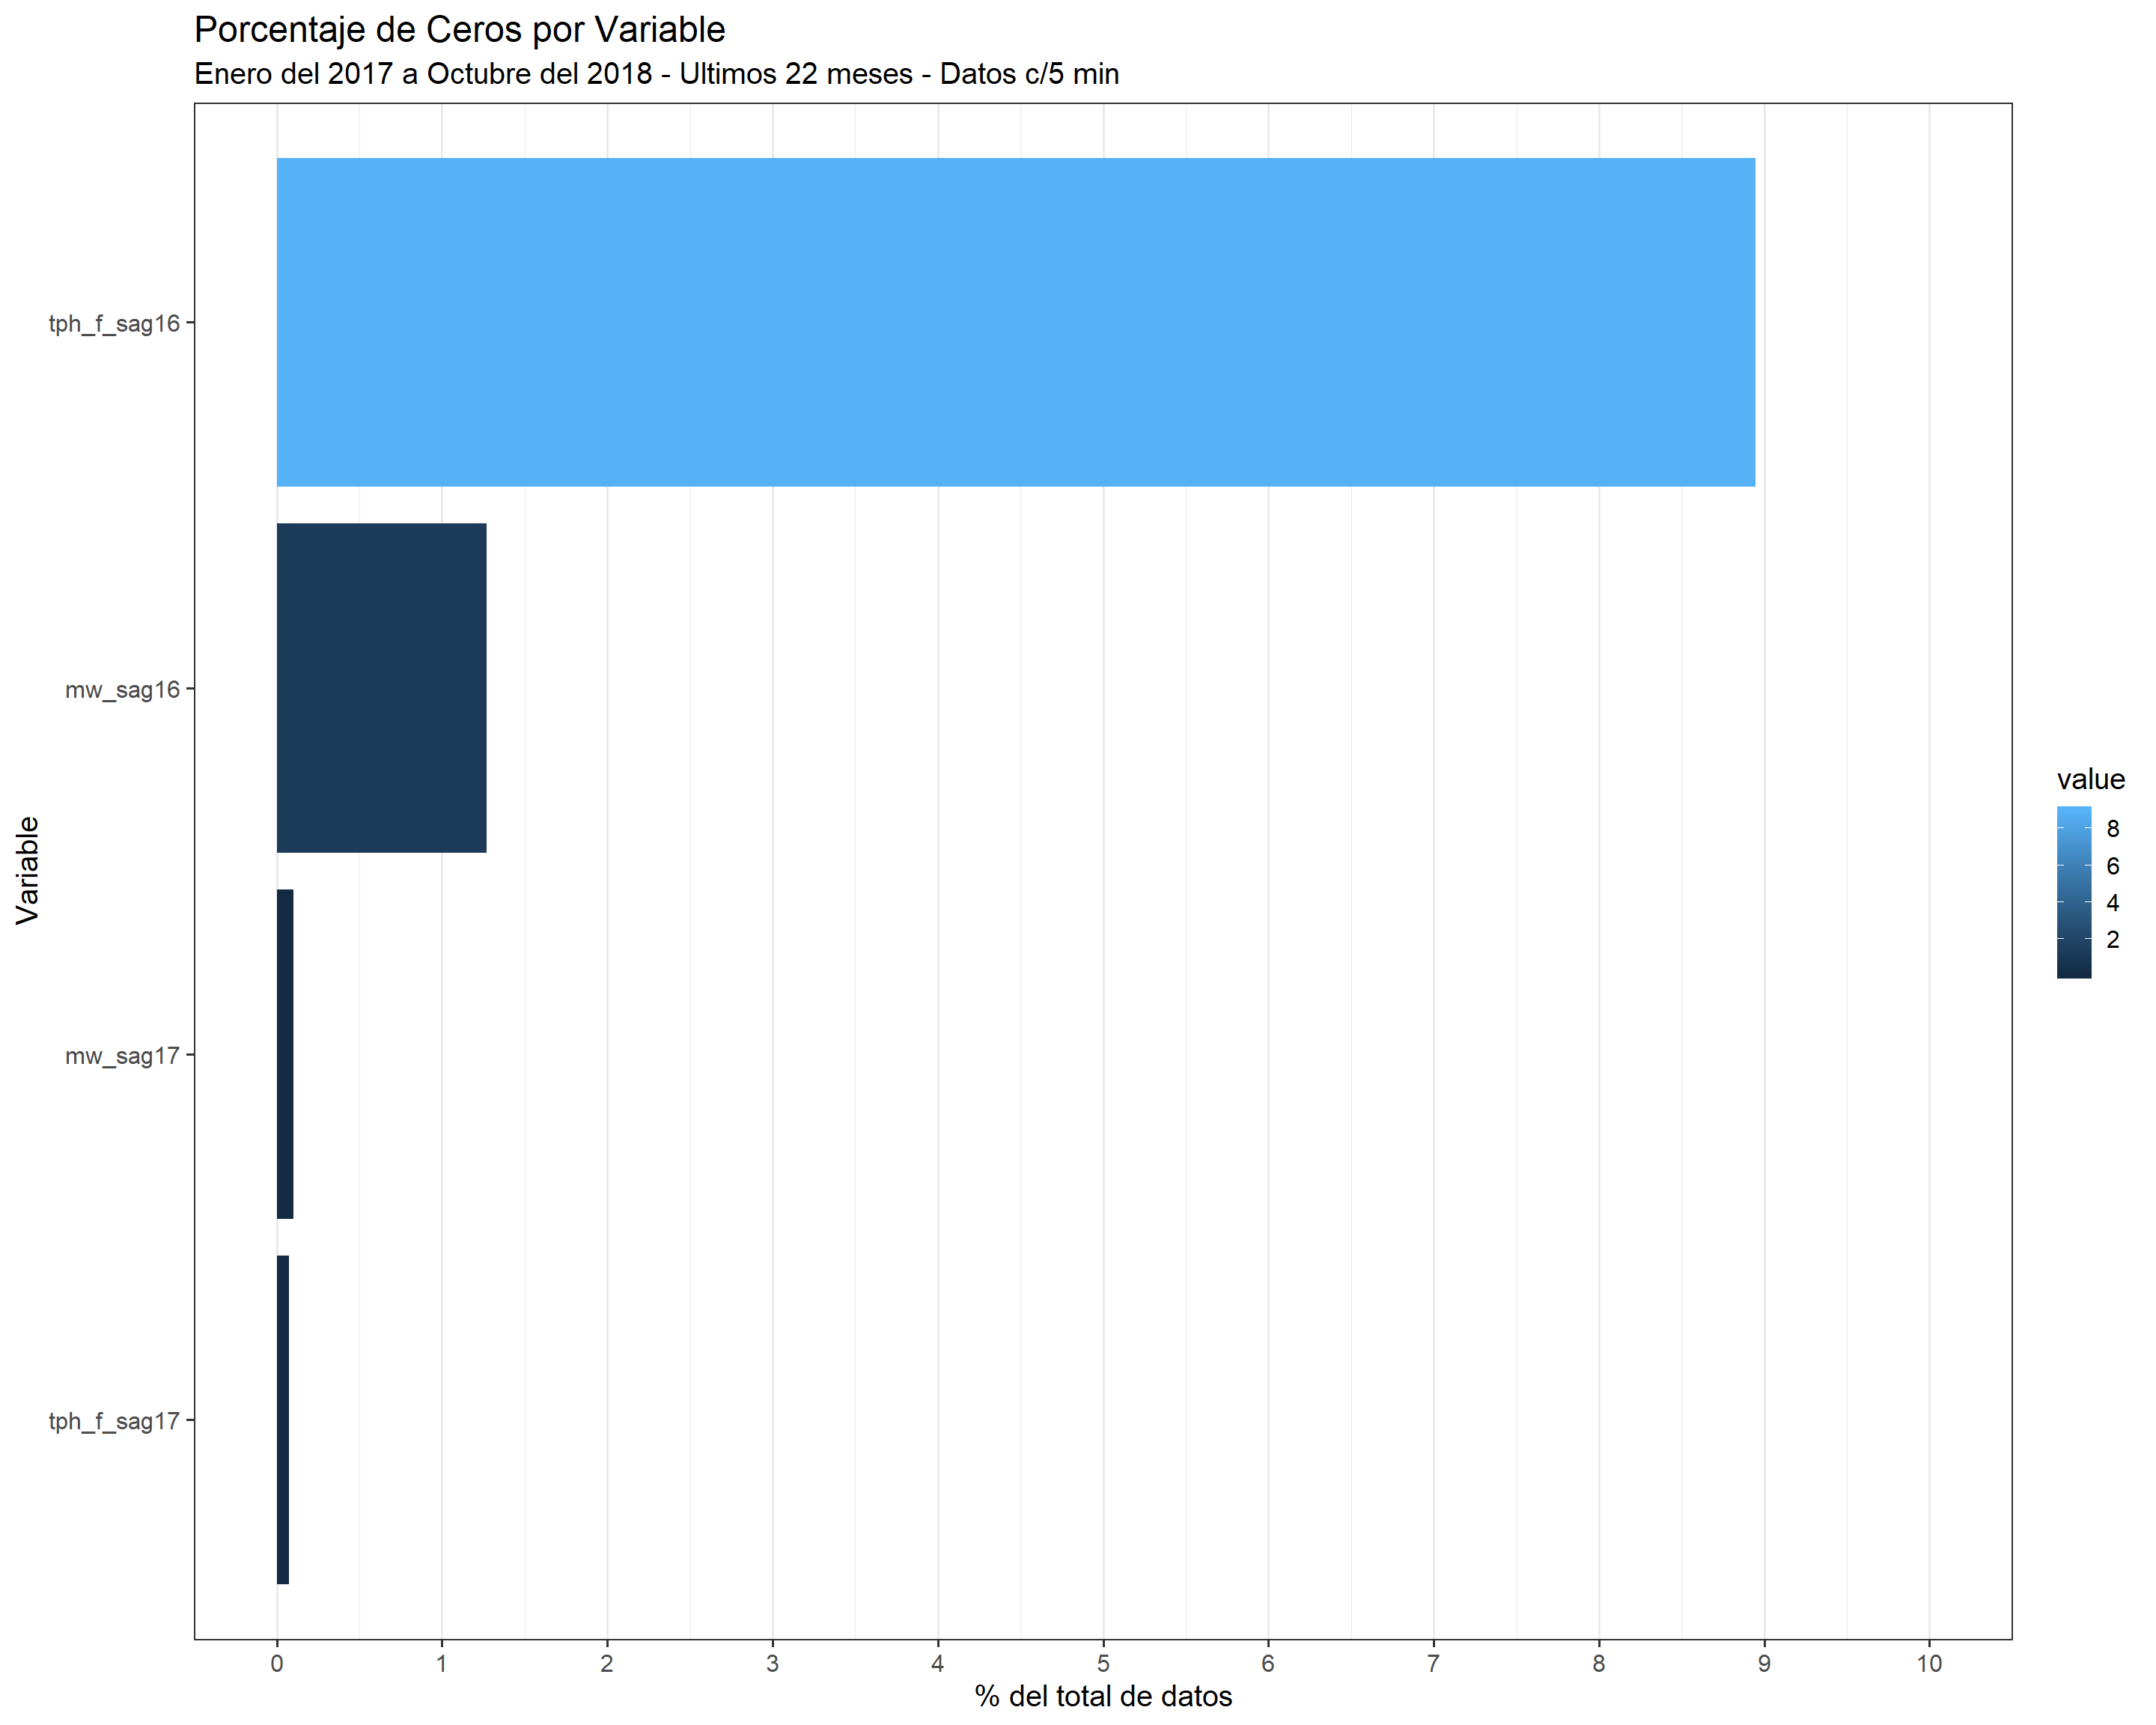 Porcentaje de Ceros por Variable
Enero del 2017 a Octubre del 2018 - Ultimos 22 meses - Datos c/5 min
Variable
tph_f_sag16
mw_sag16
mw_sag17
tph_f_sag17
0 1 2 3 4 5 6 7 8 9 10
% del total de datos
value
8
6
4
2